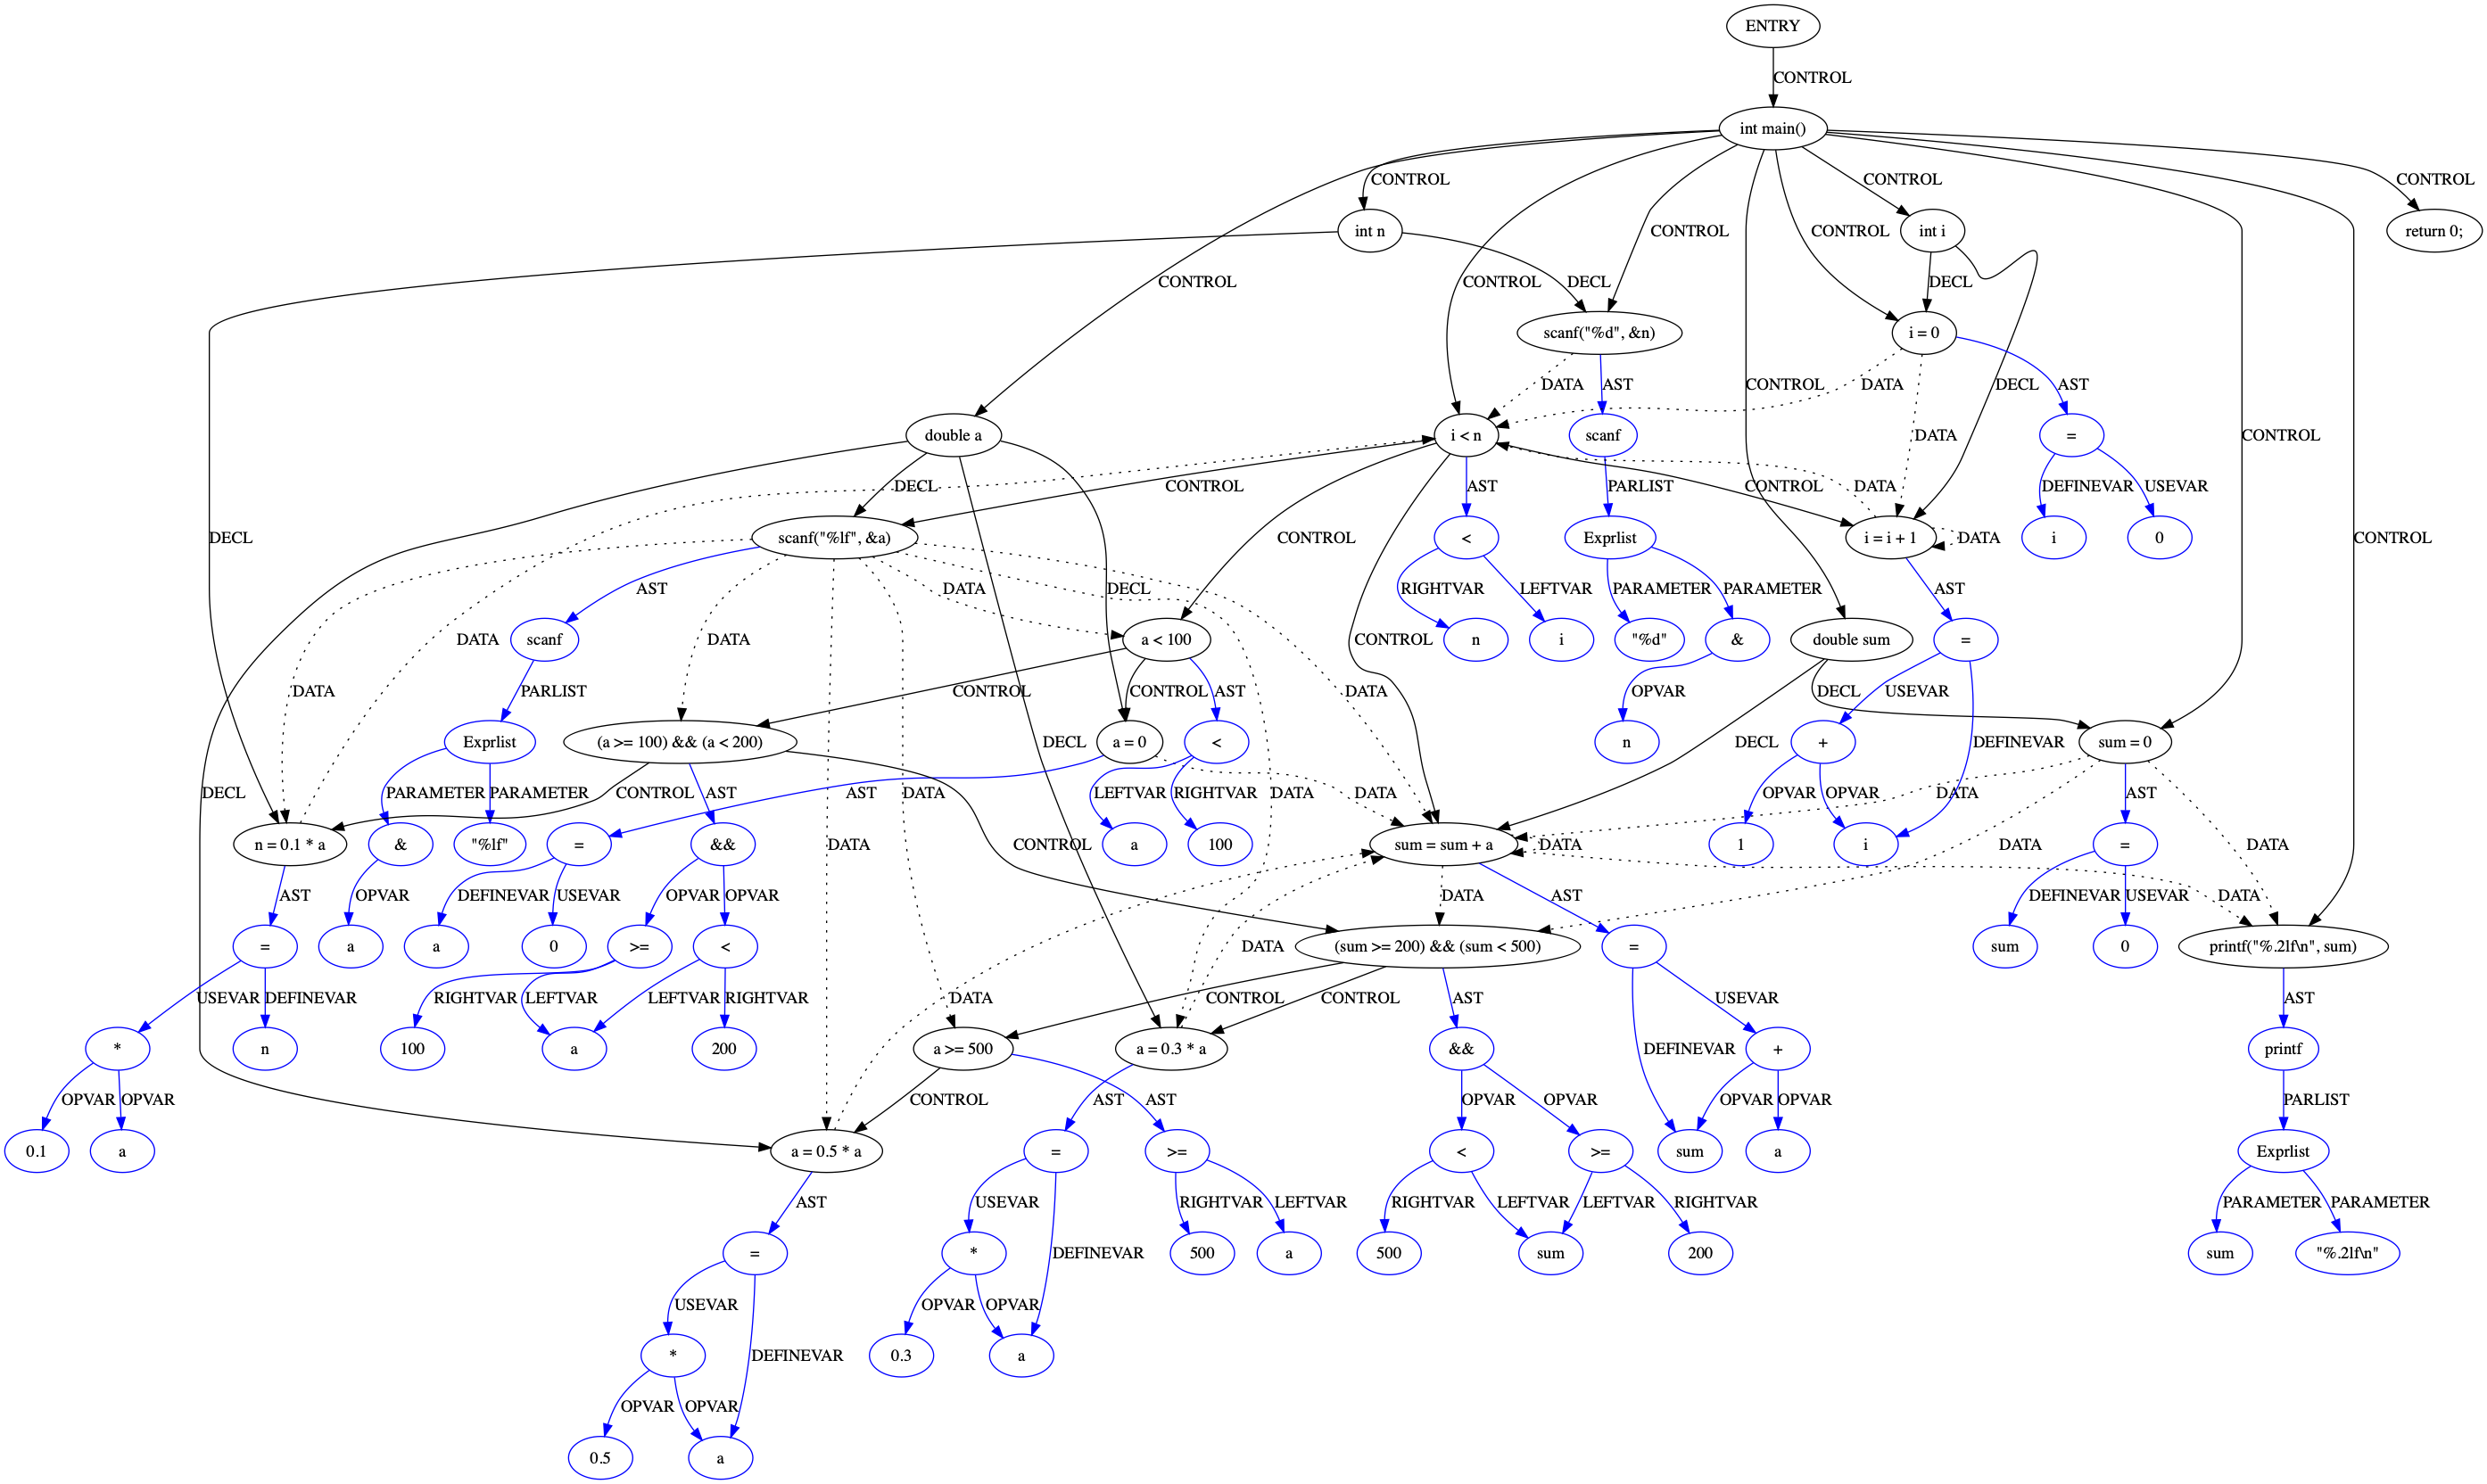 ENTRY
CONTROL
int main()
CONTROL
CONTROL
CONTROL
int n
int i
return 0;
CONTROL
CONTROL
CONTROL
CONTROL
DECL
DECL
scanf("%d", &n)
i = 0
DATA
AST
DATA
CONTROL
DECL
AST
CONTROL
double a
i < n
scanf
=
DATA
DECL
CONTROL
AST
PARLIST
CONTROL
DATA
DEFINEVAR
USEVAR
DECL
scanf("%lf", &a)
CONTROL
<
Exprlist
i = i + 1
DATA
i
0
CONTROL
AST
DATA
DECL
RIGHTVAR
LEFTVAR
PARAMETER
PARAMETER
AST
scanf
DATA
DATA
a < 100
CONTROL
n
i
"%d"
&
double sum
=
DATA
PARLIST
CONTROL
CONTROL
AST
DATA
OPVAR
DECL
USEVAR
Exprlist
(a >= 100) && (a < 200)
DECL
a = 0
<
n
DECL
+
DEFINEVAR
sum = 0
DECL
PARAMETER
PARAMETER
CONTROL
AST
AST
DATA
LEFTVAR
RIGHTVAR
DATA
DATA
OPVAR
OPVAR
DATA
AST
n = 0.1 * a
&
"%lf"
=
&&
DATA
CONTROL
a
100
sum = sum + a
DATA
1
i
DATA
=
DATA
AST
OPVAR
DEFINEVAR
USEVAR
OPVAR
OPVAR
DATA
AST
DEFINEVAR
USEVAR
DATA
=
a
a
0
>=
<
DATA
(sum >= 200) && (sum < 500)
=
sum
0
printf("%.2lf\n", sum)
USEVAR
DEFINEVAR
RIGHTVAR
LEFTVAR
LEFTVAR
RIGHTVAR
DATA
CONTROL
CONTROL
AST
USEVAR
AST
*
n
100
a
200
a >= 500
a = 0.3 * a
&&
DEFINEVAR
+
printf
OPVAR
OPVAR
CONTROL
AST
AST
OPVAR
OPVAR
OPVAR
OPVAR
PARLIST
0.1
a
a = 0.5 * a
=
>=
<
>=
sum
a
Exprlist
AST
USEVAR
RIGHTVAR
LEFTVAR
RIGHTVAR
LEFTVAR
LEFTVAR
RIGHTVAR
PARAMETER
PARAMETER
=
*
DEFINEVAR
500
a
500
sum
200
sum
"%.2lf\n"
USEVAR
OPVAR
OPVAR
*
DEFINEVAR
0.3
a
OPVAR
OPVAR
0.5
a